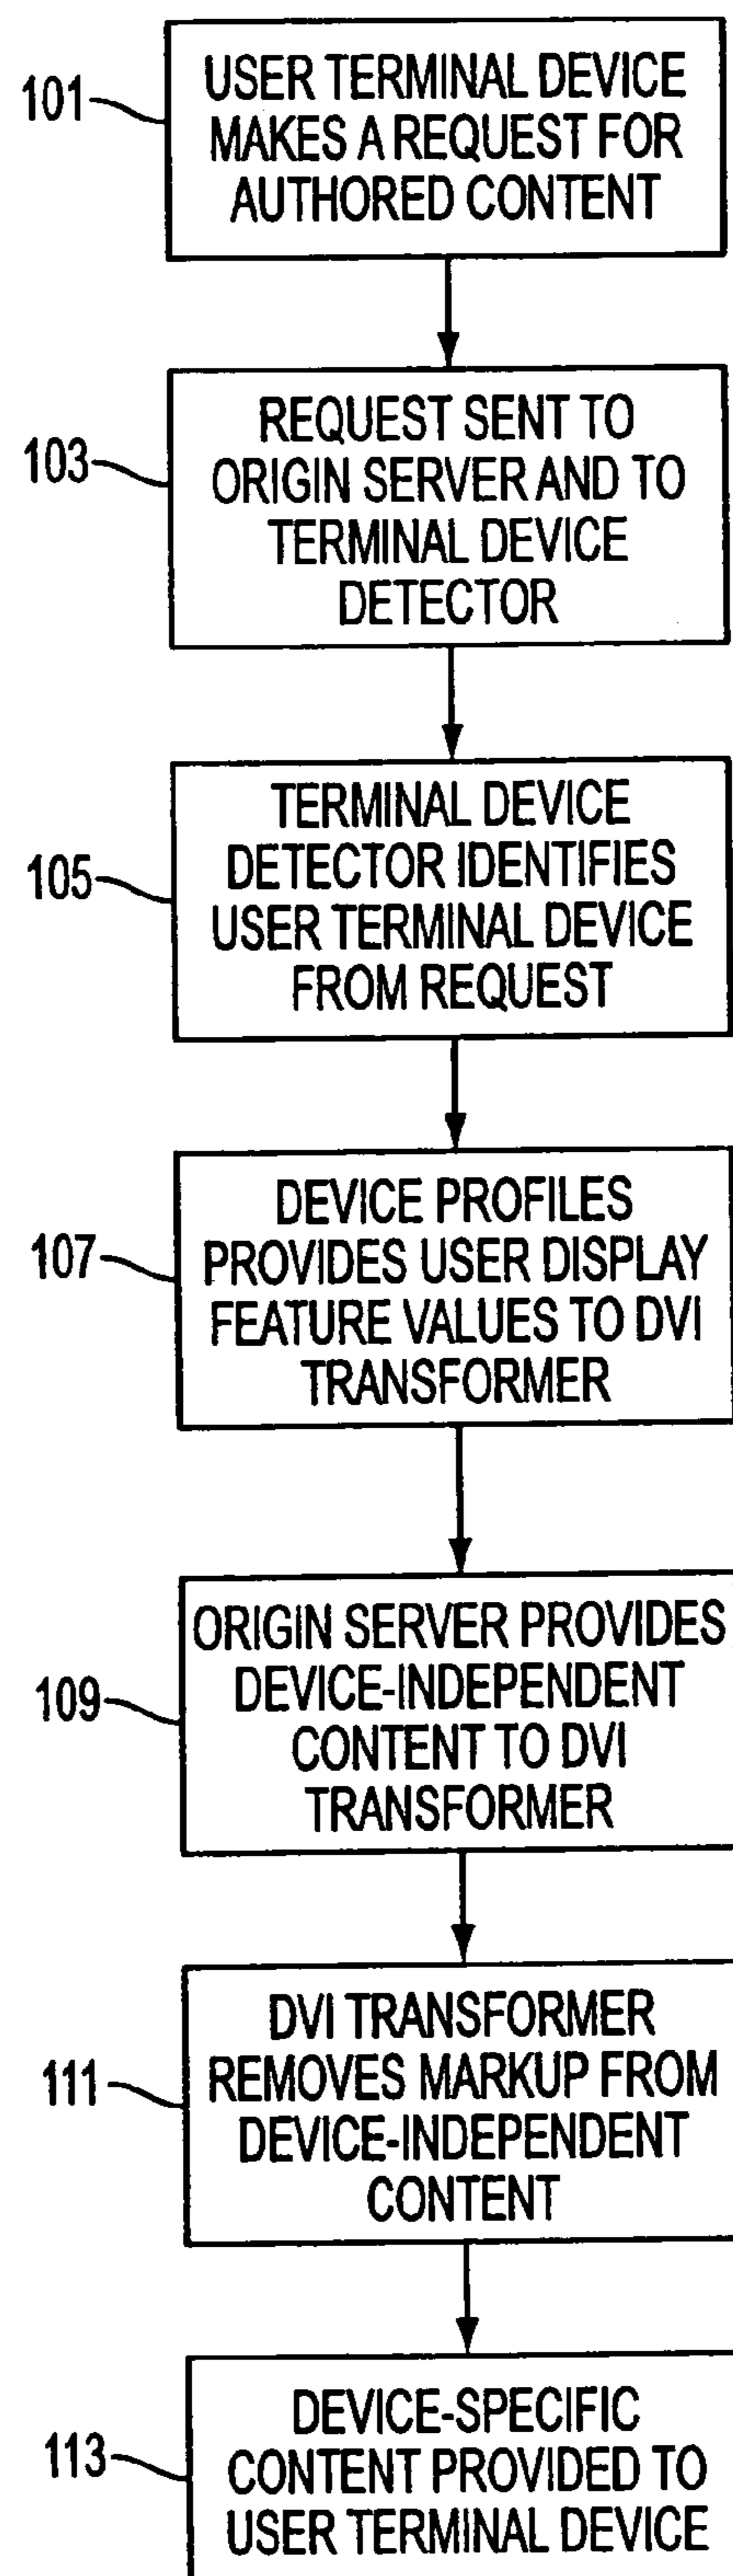 101
USER TERMINAL DEVICE
MAKES A REQUEST FOR
AUTHORED CONTENT
103
REQUEST SENT TO
ORIGIN SERVER AND TO
TERMINAL DEVICE
DETECTOR
105
TERMINAL DEVICE
DETECTOR IDENTIFIES
USER TERMINAL DEVICE
FROM REQUEST
107
DEVICE PROFILES
PROVIDES USER DISPLAY
FEATURE VALUES TO DVI
TRANSFORMER
109
ORIGIN SERVER PROVIDES
DEVICE-INDEPENDENT
CONTENT TO DVI
TRANSFORMER
111
DVI TRANSFORMER
REMOVES MARKUP FROM
DEVICE-INDEPENDENT
CONTENT
113
DEVICE-SPECIFIC
CONTENT PROVIDED TO
USER TERMINAL DEVICE